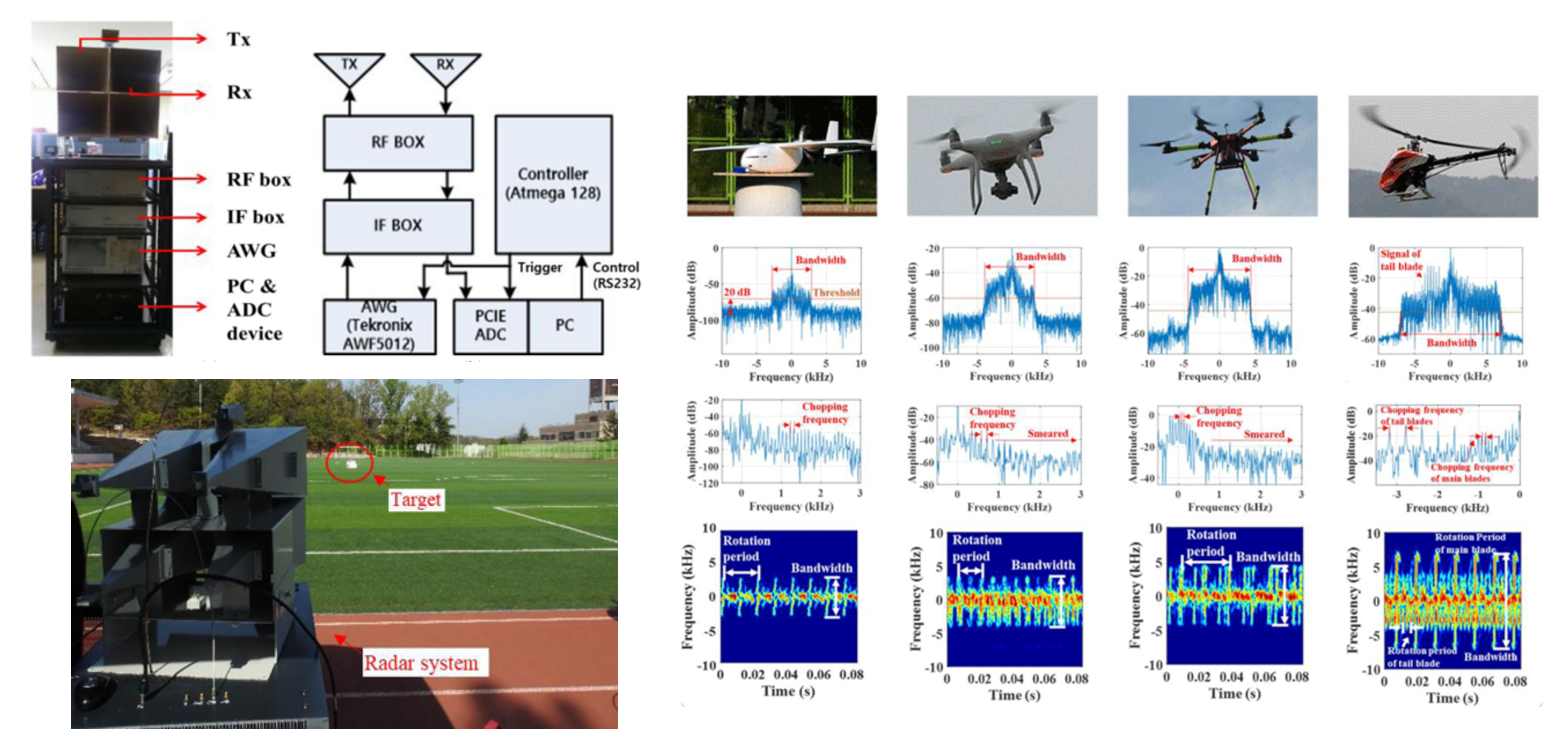 Tx
Rx
RF box
IF box
AWG
PC &
ADC
device
TX
RX
RF BOX
IF BOX
Controller
(Atmega 128)
Trigger
Control
(RS232)
AWG
(Tekronix
AWF5012)
PCIE
ADC
PC
Target
Radar system
0
-50
-100
Amplitude (dB)
20 dB
Bandwidth
Threshold
-10 -5 0 5 10
Frequency (kHz)
-20
-40
-60
-80
-100
Amplitude (dB)
Bandwidth
-10 -5 0 5 10
Frequency (kHz)
0
-20
-40
-60
Amplitude (dB)
Bandwidth
-10 -5 0 5 10
Frequency (kHz)
0
-20
-40
-60
Amplitude (dB)
Signal of
tail blade
Bandwidth
-10 -5 0 5 10
Frequency (kHz)
-20
-40
-60
-80
-100
-120
Amplitude (dB)
Chopping
frequency
0 1 2 3
Frequency (kHz)
-20
-40
-60
-80
Amplitude (dB)
Chopping
frequency
Smeared
0 1 2 3
Frequency (kHz)
0
-20
-40
Amplitude (dB)
Chopping
frequency
Smeared
0 1 2 3
Frequency (kHz)
0
-20
-40
Amplitude (dB)
Chopping frequency
of tail blades
Chopping frequency
of main blades
-3 -2 -1 0
Frequency (kHz)
10
5
0
-5
-10
Frequency (kHz)
Rotation
period
Bandwidth
0 0.02 0.04 0.06 0.08
Time (s)
10
5
0
-5
-10
Rotation
period
Bandwidth
0 0.02 0.04 0.06 0.08
Time (s)
10
5
0
-5
-10
Frequency (kHz)
Rotation
period
Bandwidth
0 0.02 0.04 0.06 0.08
Time (s)
10
5
0
-5
-10
Frequency (kHz)
Rotation Period
of main blade
Rotation period
of tail blade
Bandwidth
0 0.02 0.04 0.06 0.08
Time (s)